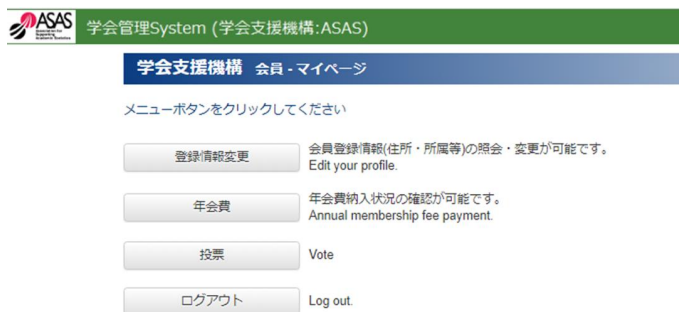 ASAS
学会管理System (学会支援機構:ASAS)
学会支援機構 会員 - マイページ
メニューボタンをクリックしてください
登録情報変更
会員登録情報(住所・所属等)の照会・変更が可能です。
Edit your profile.
年会費
年会費納入状況の確認が可能です。
Annual membership fee payment.
投票
Vote
ログアウト
Log out.